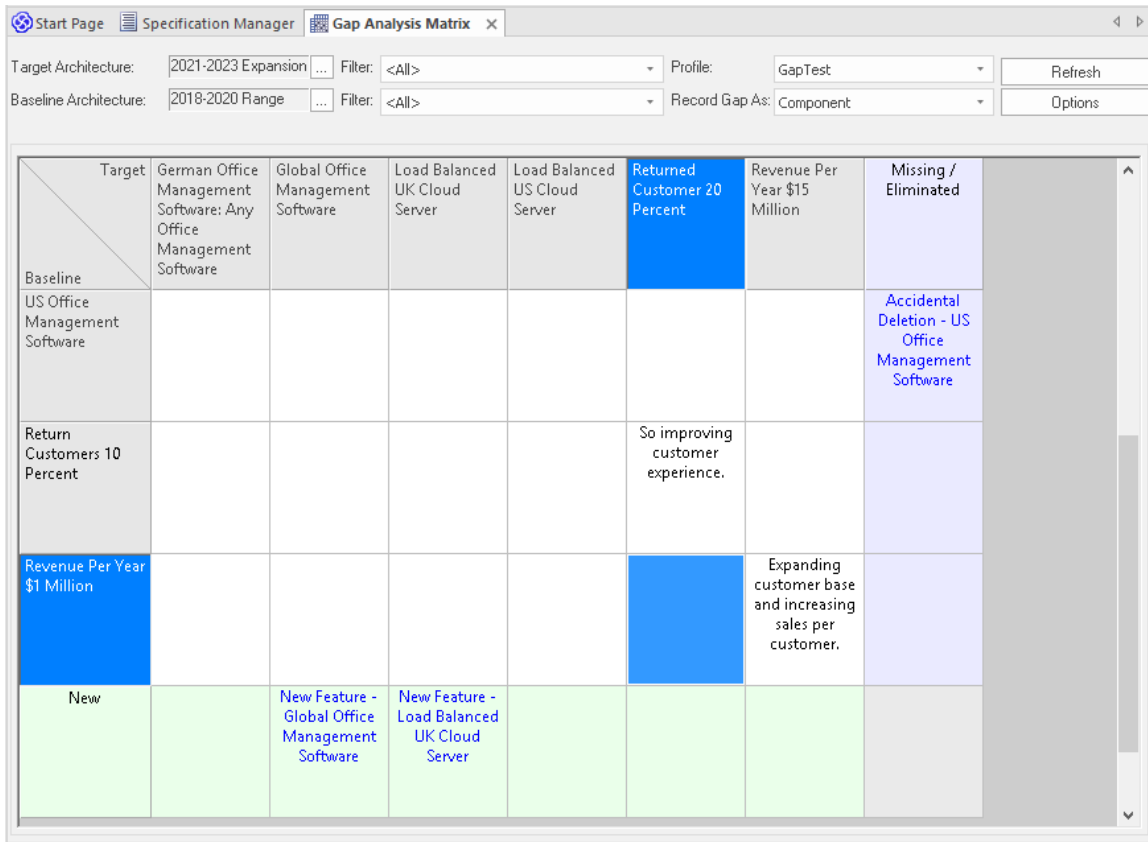 Start Page Specification Manager Gap Analysis Matrix
Target Architecture: 2021-2023 Expansion ... Filter: <All> Profile: GapTest Refresh
Baseline Architecture: 2018-2020 Range ... Filter: <All> Record Gap As: Component Options
Target
Baseline
German Office
Management
Software: Any
Office
Management
Software
Global Office
Management
Software
Load Balanced
UK Cloud
Server
Load Balanced
US Cloud
Server
Returned
Customer 20
Percent
Revenue Per
Year $15
Million
Missing /
Eliminated
US Office
Management
Software
Accidental
Deletion - US
Office
Management
Software
Return
Customers 10
Percent
So improving
customer
experience.
Revenue Per Year
$1 Million
Expanding
customer base
and increasing
sales per
customer.
New
New Feature -
Global Office
Management
Software
New Feature -
Load Balanced
UK Cloud
Server